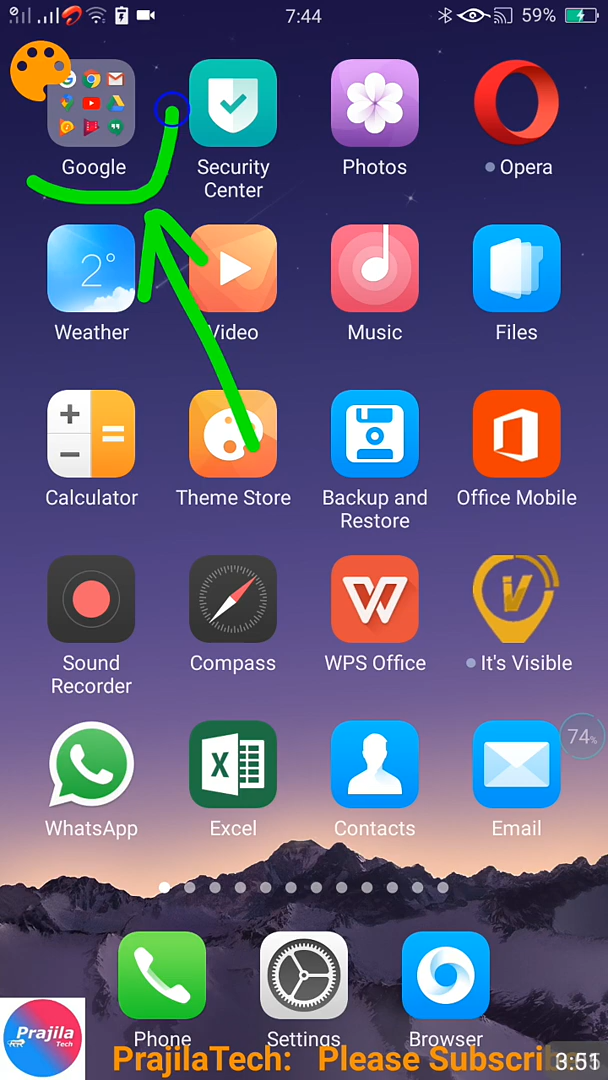 7:44
59%
Google
Security Center
Photos
Opera
2°
Weather
Video
Music
Files
Calculator
Theme Store
Backup and Restore
Office Mobile
Sound Recorder
Compass
WPS Office
It's Visible
74%
WhatsApp
Excel
Contacts
Email
Phone
Settings
Browser
Prajila
Tech
PrajilaTech: Please Subscri
3:51